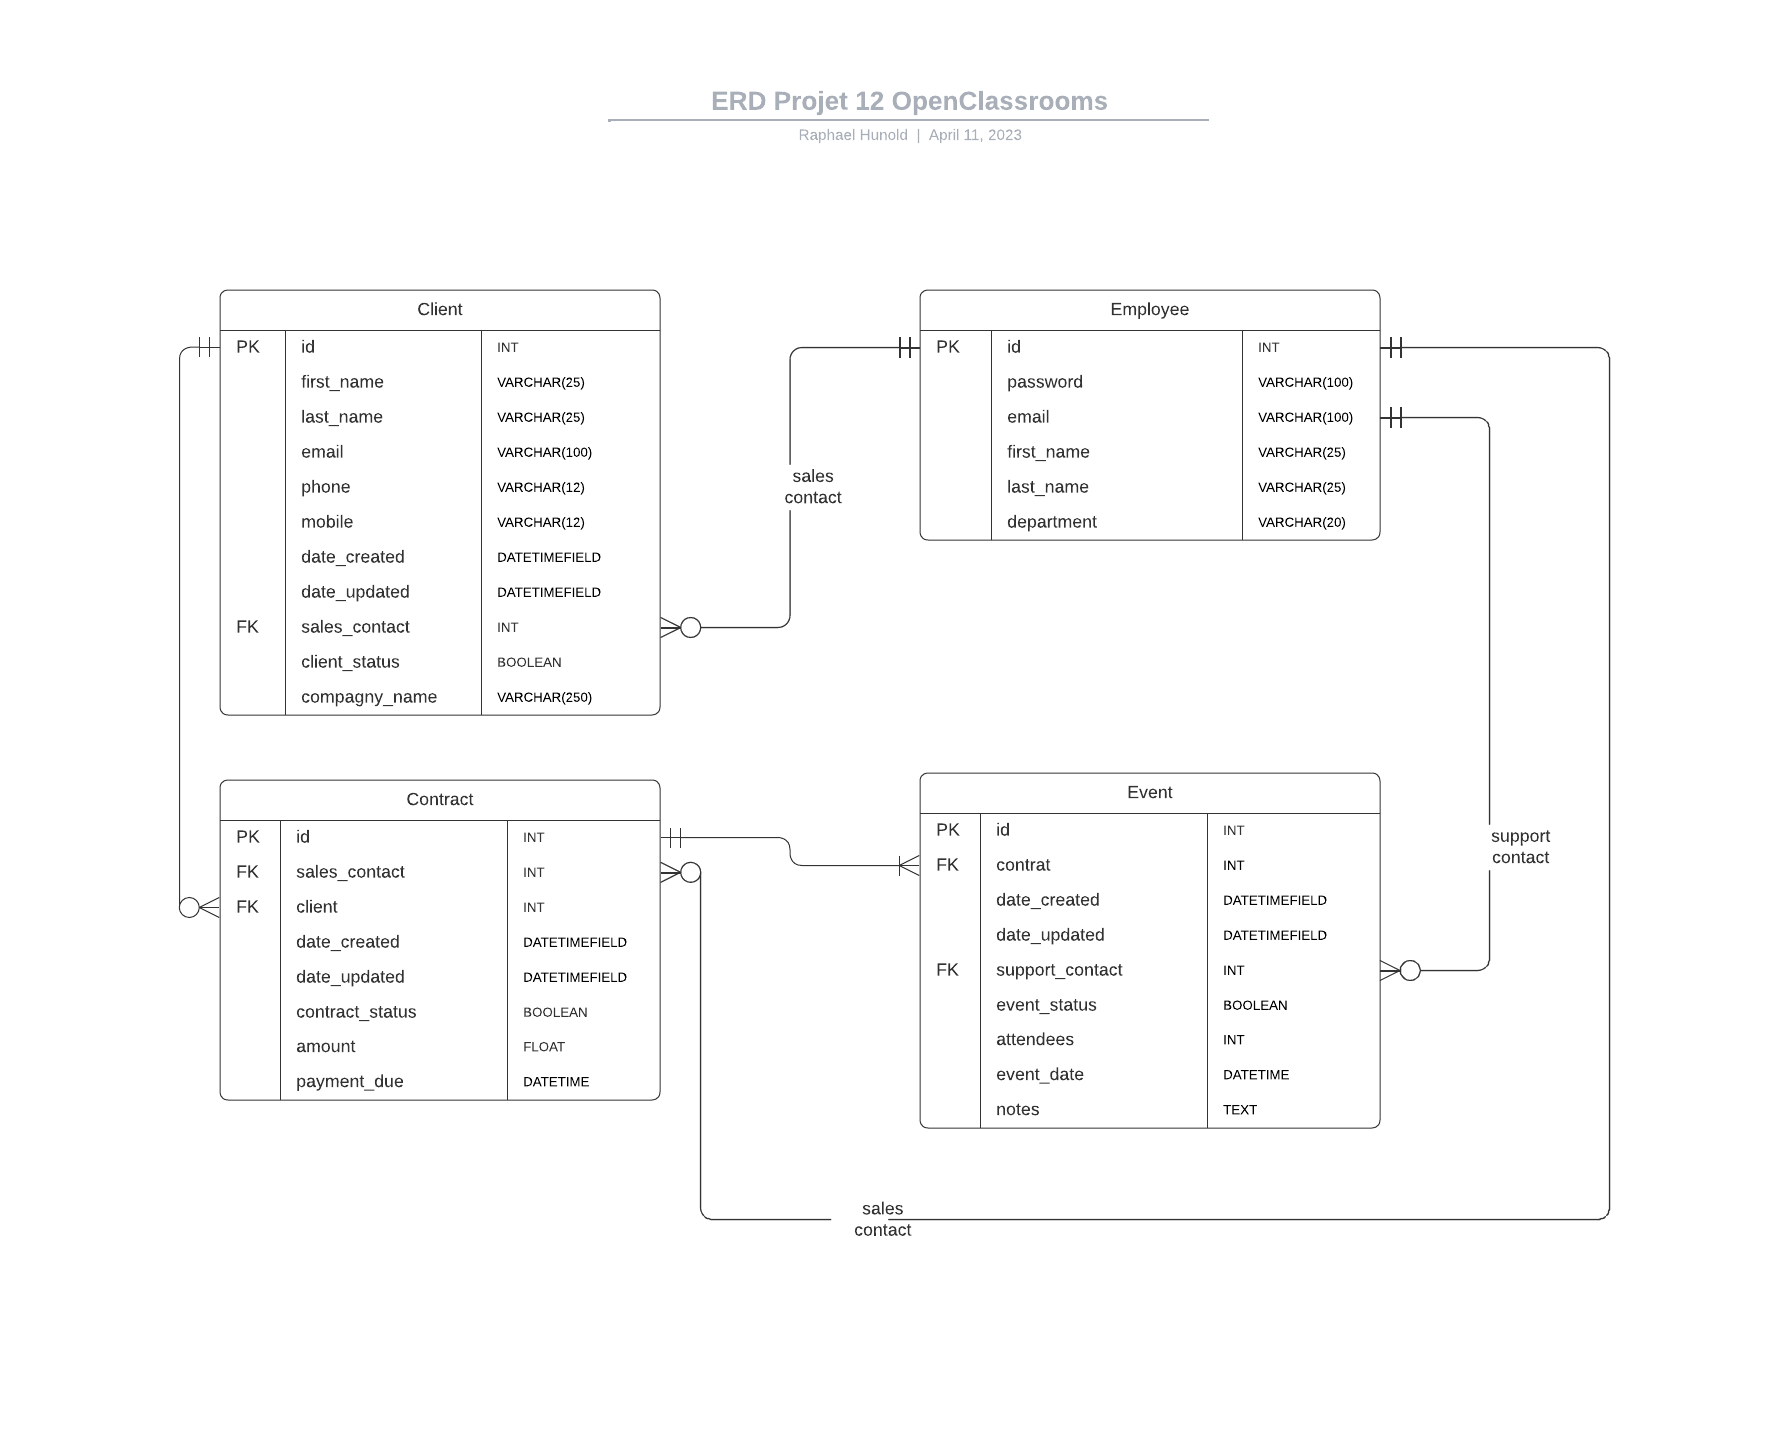 ERD Projet 12 OpenClassrooms
Raphael Hunold | April 11, 2023
Client
PK id INT
first_name VARCHAR(25)
last_name VARCHAR(25)
email VARCHAR(100)
phone VARCHAR(12)
mobile VARCHAR(12)
date_created DATETIMEFIELD
date_updated DATETIMEFIELD
FK sales_contact INT
client_status BOOLEAN
compagny_name VARCHAR(250)
sales
contact
Employee
PK id INT
password VARCHAR(100)
email VARCHAR(100)
first_name VARCHAR(25)
last_name VARCHAR(25)
department VARCHAR(20)
Contract
PK id INT
FK sales_contact INT
FK client INT
date_created DATETIMEFIELD
date_updated DATETIMEFIELD
contract_status BOOLEAN
amount FLOAT
payment_due DATETIME
Event
PK id INT
FK contrat INT
date_created DATETIMEFIELD
date_updated DATETIMEFIELD
FK support_contact INT
event_status BOOLEAN
attendees INT
event_date DATETIME
notes TEXT
support
contact
sales
contact